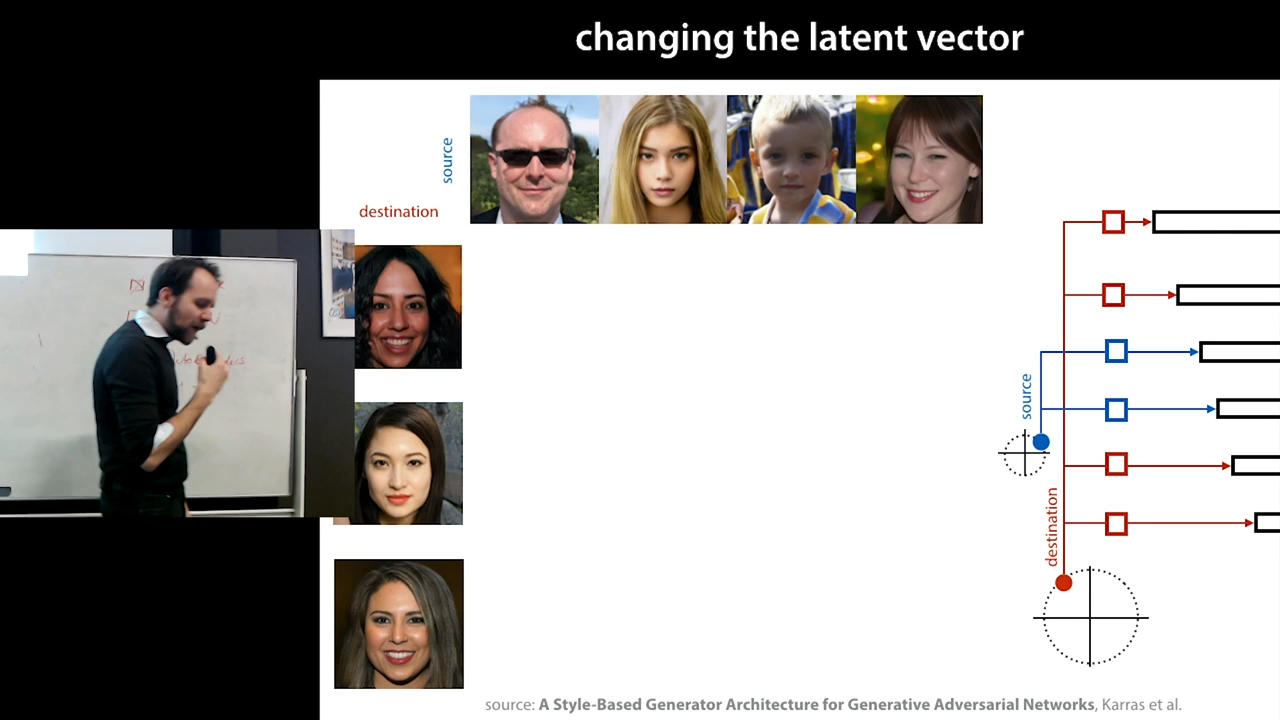 changing the latent vector
source
destination
source
destination
source: A Style-Based Generator Architecture for Generative Adversarial Networks, Karras et al.